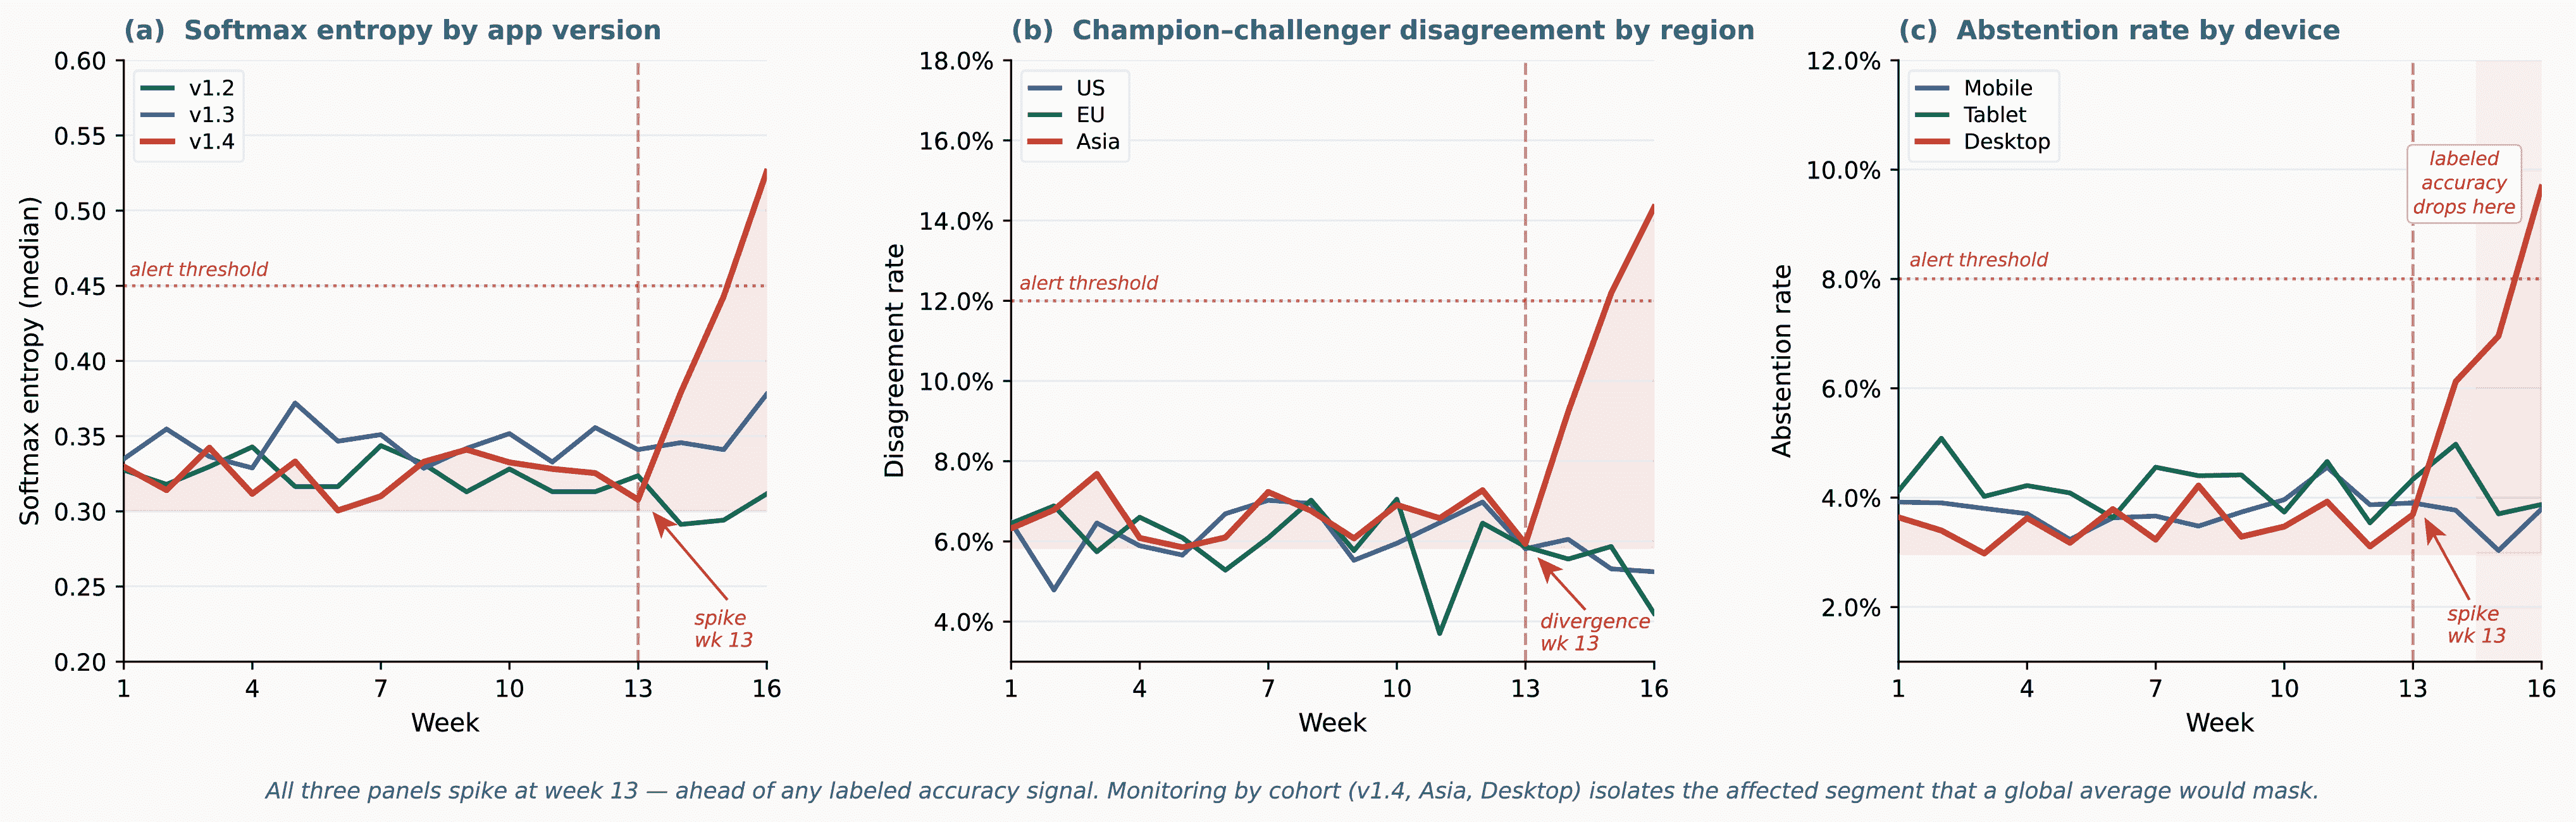 (a) Softmax entropy by app version
0.60
0.55
0.50
0.45
0.40
0.35
0.30
0.25
0.20
Softmax entropy (median)
v1.2
v1.3
v1.4
alert threshold
spike
wk 13
1 4 7 10 13 16
Week
(b) Champion–challenger disagreement by region
18.0%
16.0%
14.0%
12.0%
10.0%
8.0%
6.0%
4.0%
Disagreement rate
US
EU
Asia
alert threshold
divergence
wk 13
1 4 7 10 13 16
Week
(c) Abstention rate by device
12.0%
10.0%
8.0%
6.0%
4.0%
2.0%
Abstention rate
Mobile
Tablet
Desktop
labeled
accuracy
drops here
alert threshold
spike
wk 13
1 4 7 10 13 16
Week
All three panels spike at week 13 — ahead of any labeled accuracy signal. Monitoring by cohort (v1.4, Asia, Desktop) isolates the affected segment that a global average would mask.